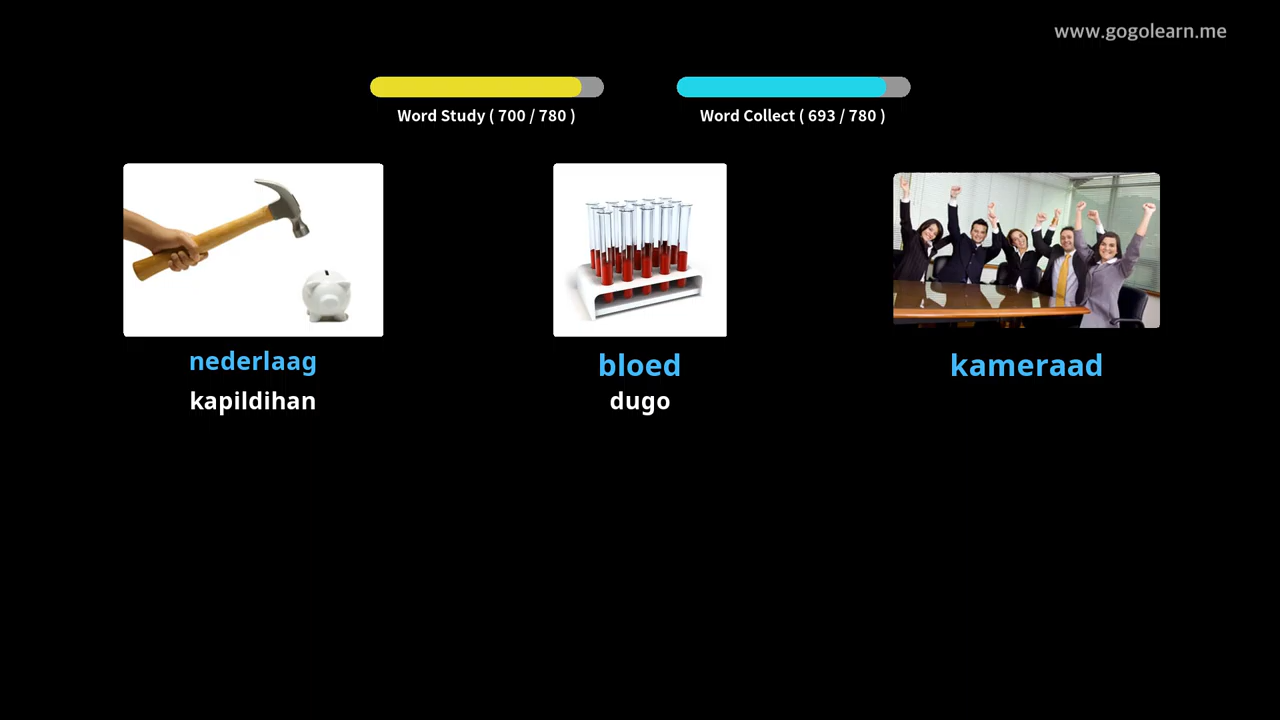 www.gogolearn.me
Word Study ( 700 / 780 )
Word Collect ( 693 / 780 )
nederlaag
kapildihan
bloed
dugo
kameraad